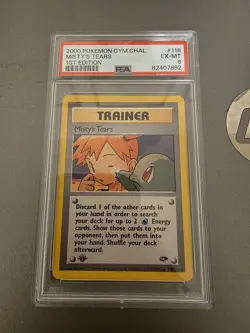 2000 POKEMON GYM CHAL. #118
MISTY'S TEARS EX-MT
1ST EDITION 6
PSA 82407892
TRAINER
Misty's Tears
Discard 1 of the other cards in
your hand in order to search
your deck for up to 2 Energy
cards. Show those cards to your
opponent, then put them into
your hand. Shuffle your deck
afterward.